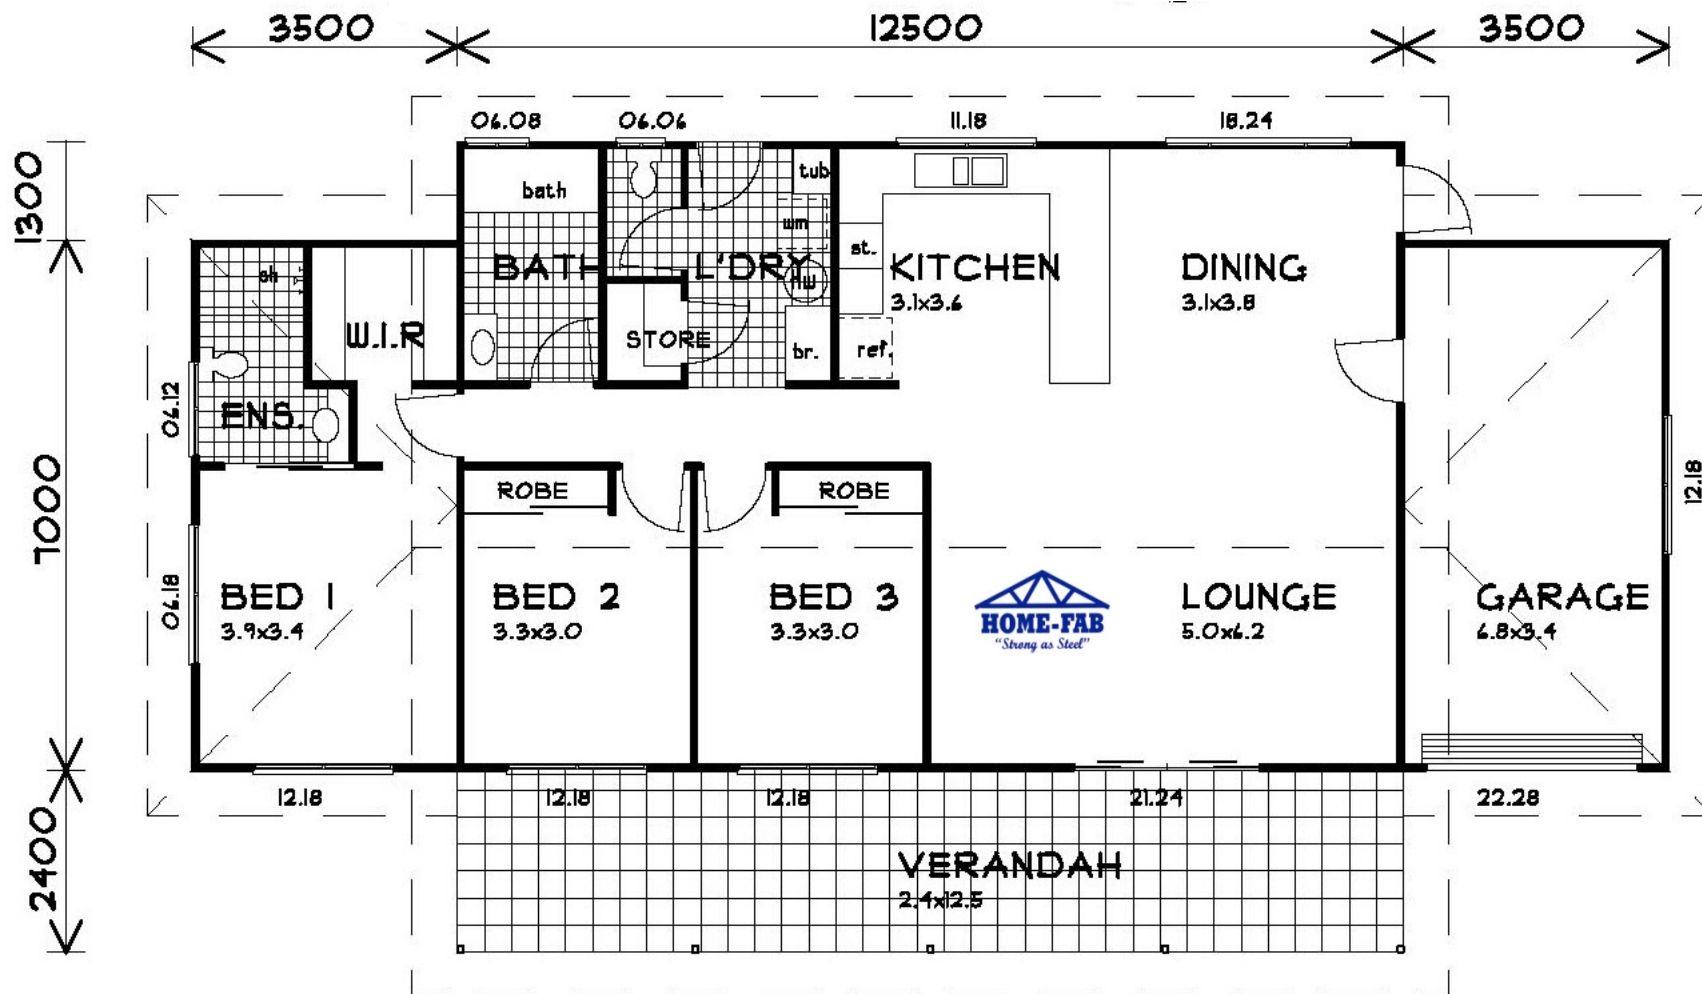 3500
12500
3500
06.08
06.06
11.18
18.24
1300
bath
tub
wm
sh
BATH
L'DRY
HW
st.
KITCHEN
3.1x3.6
DINING
3.1x3.8
W.I.R
STORE
br.
ref.
06.12
ENS.
7000
ROBE
ROBE
12.18
06.18
BED 1
3.9x3.4
BED 2
3.3x3.0
BED 3
3.3x3.0
HOME-FAB
"Strong as Steel"
LOUNGE
5.0x6.2
GARAGE
6.8x3.4
12.18
12.18
12.18
21.24
22.28
2400
VERANDAH
2.4x12.5